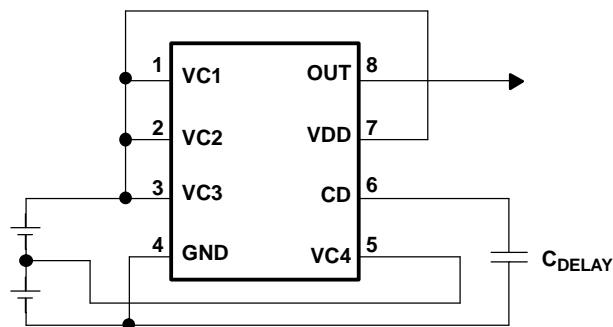 1 VC1 OUT 8
2 VC2 VDD 7
3 VC3 CD 6
4 GND VC4 5
CDELAY